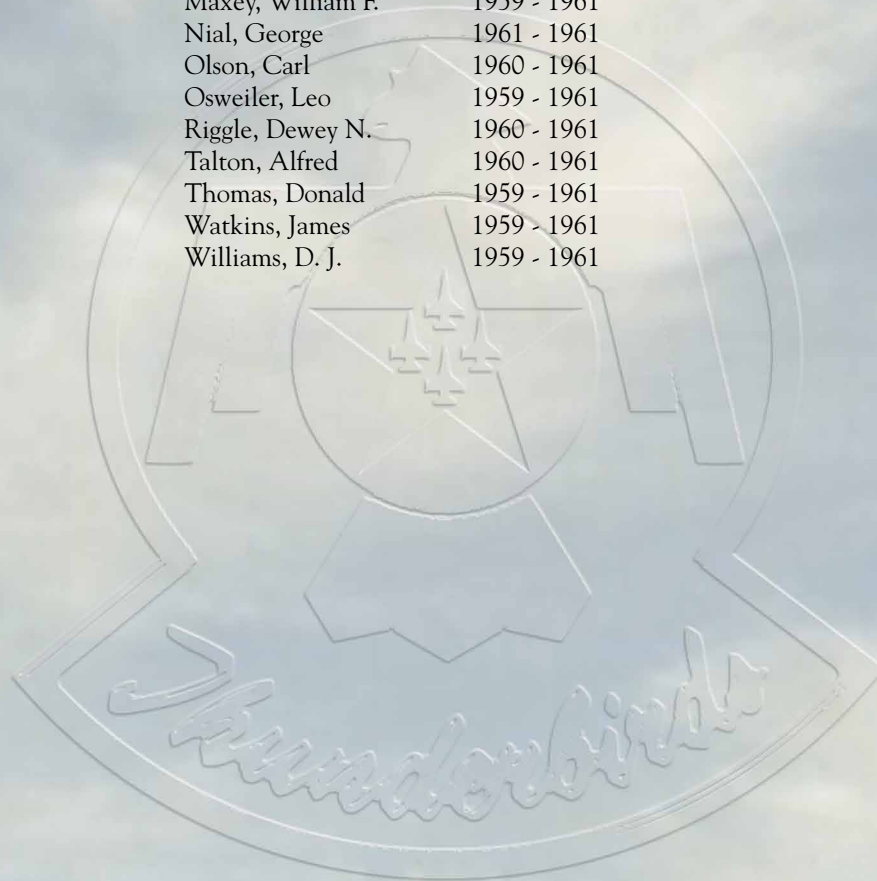 Maxey, William F. 1959 - 1961
Nial, George 1961 - 1961
Olson, Carl 1960 - 1961
Osweiler, Leo 1959 - 1961
Riggle, Dewey N. 1960 - 1961
Talton, Alfred 1960 - 1961
Thomas, Donald 1959 - 1961
Watkins, James 1959 - 1961
Williams, D. J. 1959 - 1961
Thunderbirds